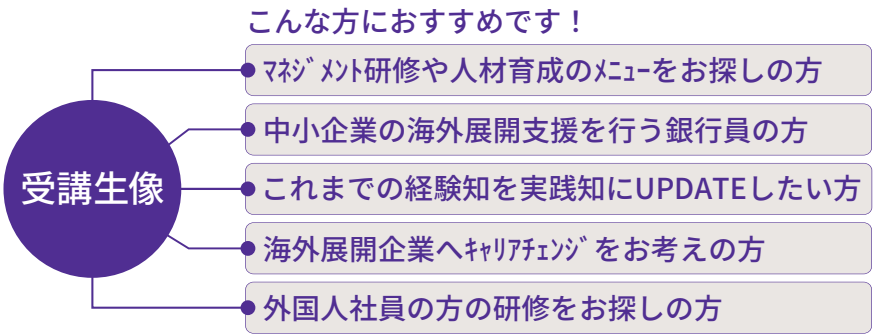 こんな方におすすめです！
ﾏﾈｼﾞﾒﾝﾄ研修や人材育成のﾒﾆｭｰをお探しの方
中小企業の海外展開支援を行う銀行員の方
受講生像
これまでの経験知を実践知にUPDATEしたい方
海外展開企業へｷｬﾘｱﾁｪﾝｼﾞをお考えの方
外国人社員の方の研修をお探しの方